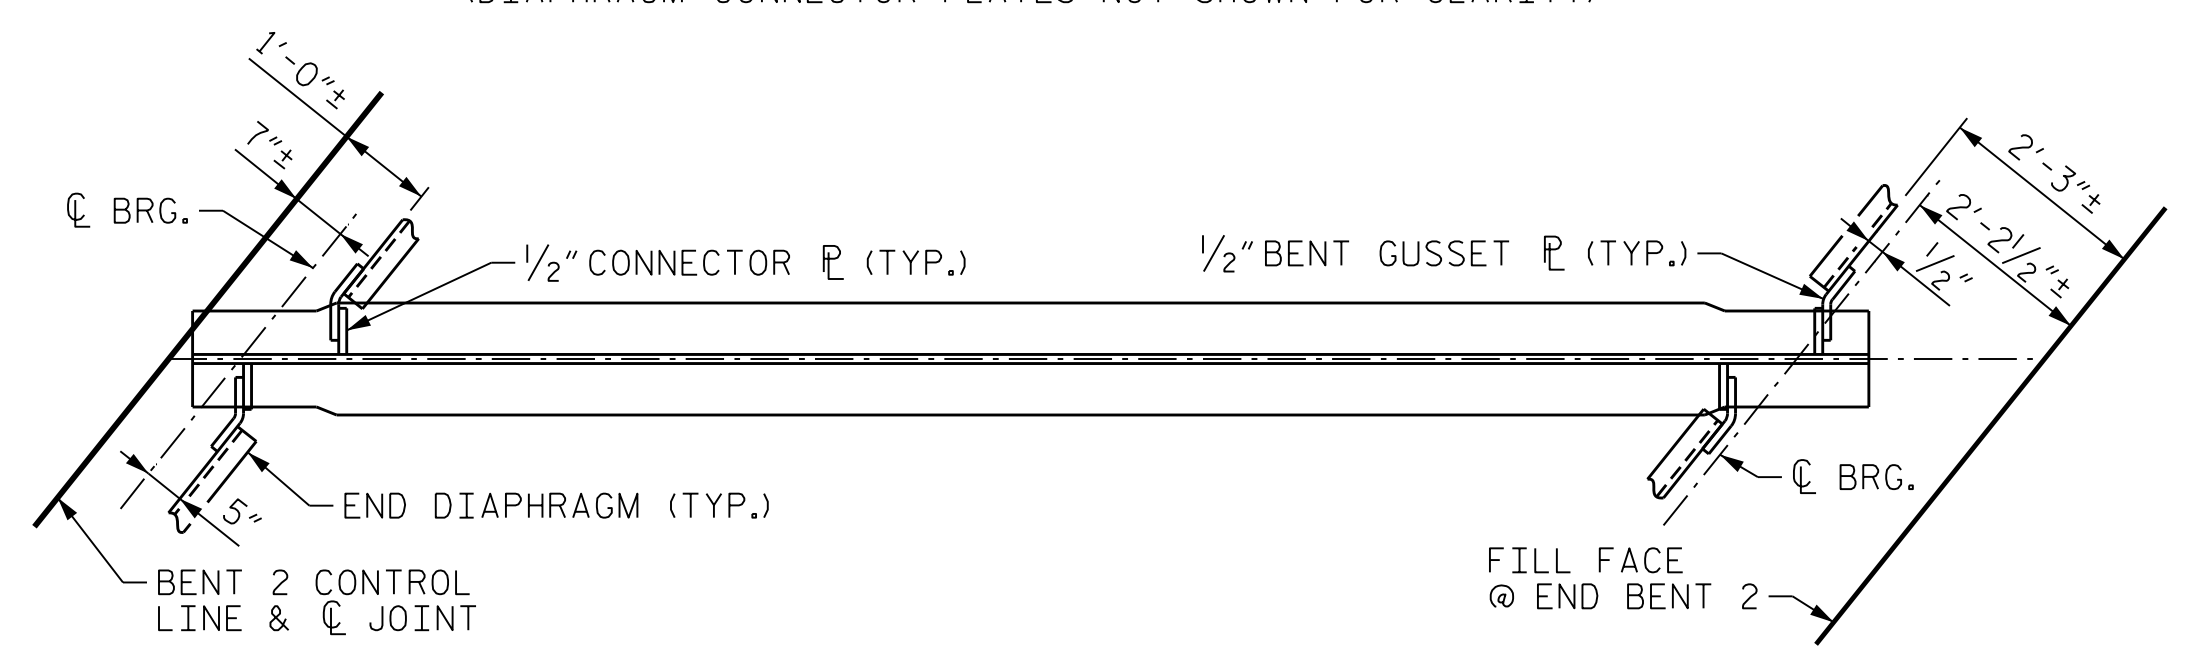 1'-0"±
7"±
℄ BRG.
½" CONNECTOR ⅊ (TYP.)
½" BENT GUSSET ⅊ (TYP.)
2'-3"±
2'-2½"±
½"
5"
END DIAPHRAGM (TYP.)
℄ BRG.
BENT 2 CONTROL
LINE & ℄ JOINT
FILL FACE
@ END BENT 2